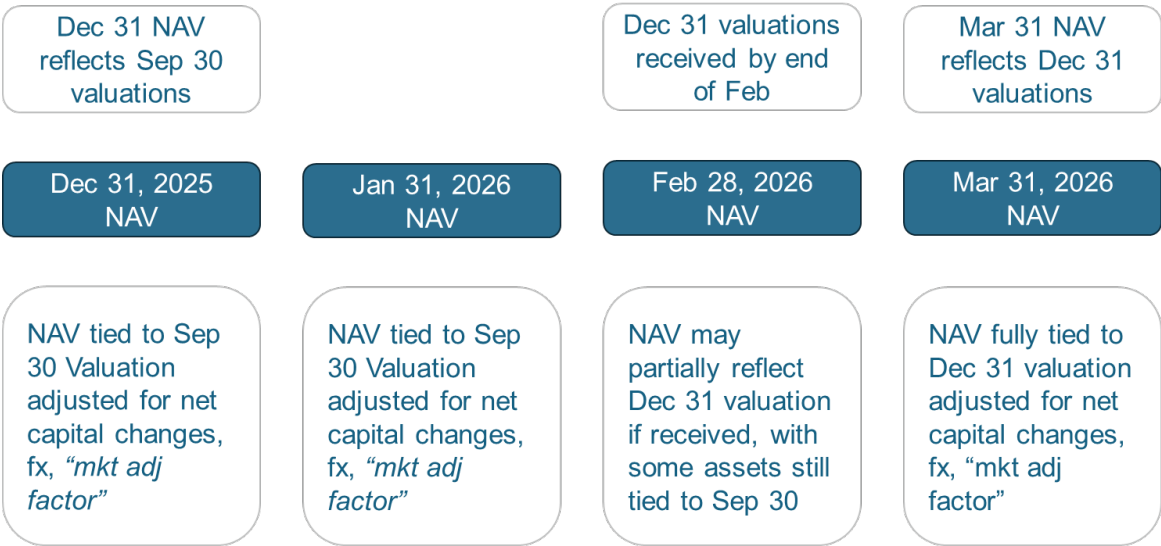 Dec 31 NAV
reflects Sep 30
valuations
Dec 31 valuations
received by end
of Feb
Mar 31 NAV
reflects Dec 31
valuations
Dec 31, 2025
NAV
Jan 31, 2026
NAV
Feb 28, 2026
NAV
Mar 31, 2026
NAV
NAV tied to Sep
30 Valuation
adjusted for net
capital changes,
fx, “mkt adj
factor”
NAV tied to Sep
30 Valuation
adjusted for net
capital changes,
fx, “mkt adj
factor”
NAV may
partially reflect
Dec 31 valuation
if received, with
some assets still
tied to Sep 30
NAV fully tied to
Dec 31 valuation
adjusted for net
capital changes,
fx, “mkt adj
factor”